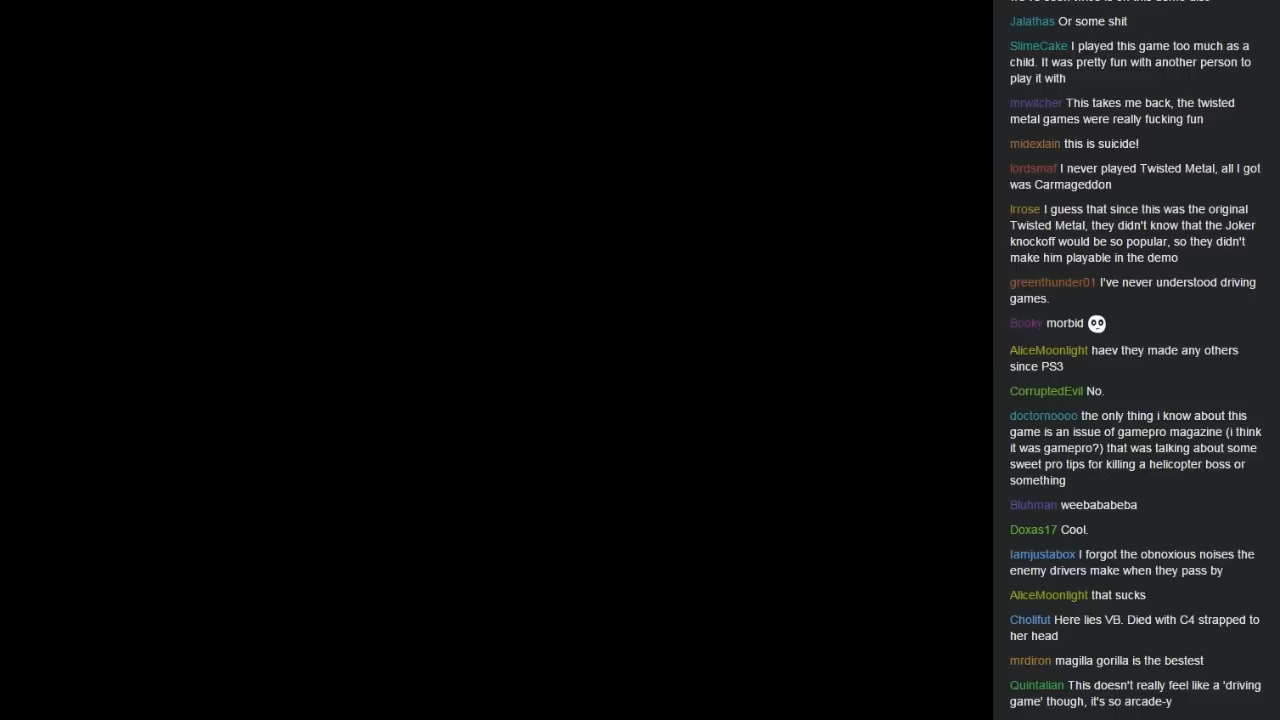 Jalathas Or some shit
SlimeCake I played this game too much as a
child. It was pretty fun with another person to
play it with
mrwitcher This takes me back, the twisted
metal games were really fucking fun
midexlain this is suicide!
lordsmaf I never played Twisted Metal, all I got
was Carmageddon
Irrose I guess that since this was the original
Twisted Metal, they didn't know that the Joker
knockoff would be so popular, so they didn't
make him playable in the demo
greenthunder01 I've never understood driving
games.
Booky morbid
AliceMoonlight haev they made any others
since PS3
CorruptedEvil No.
doctornoooo the only thing i know about this
game is an issue of gamepro magazine (i think
it was gamepro?) that was talking about some
sweet pro tips for killing a helicopter boss or
something
Bluhman weebababeba
Doxas17 Cool.
Iamjustabox I forgot the obnoxious noises the
enemy drivers make when they pass by
AliceMoonlight that sucks
Cholifut Here lies VB. Died with C4 strapped to
her head
mrdiron magilla gorilla is the bestest
Quintalian This doesn't really feel like a 'driving
game' though, it's so arcade-y